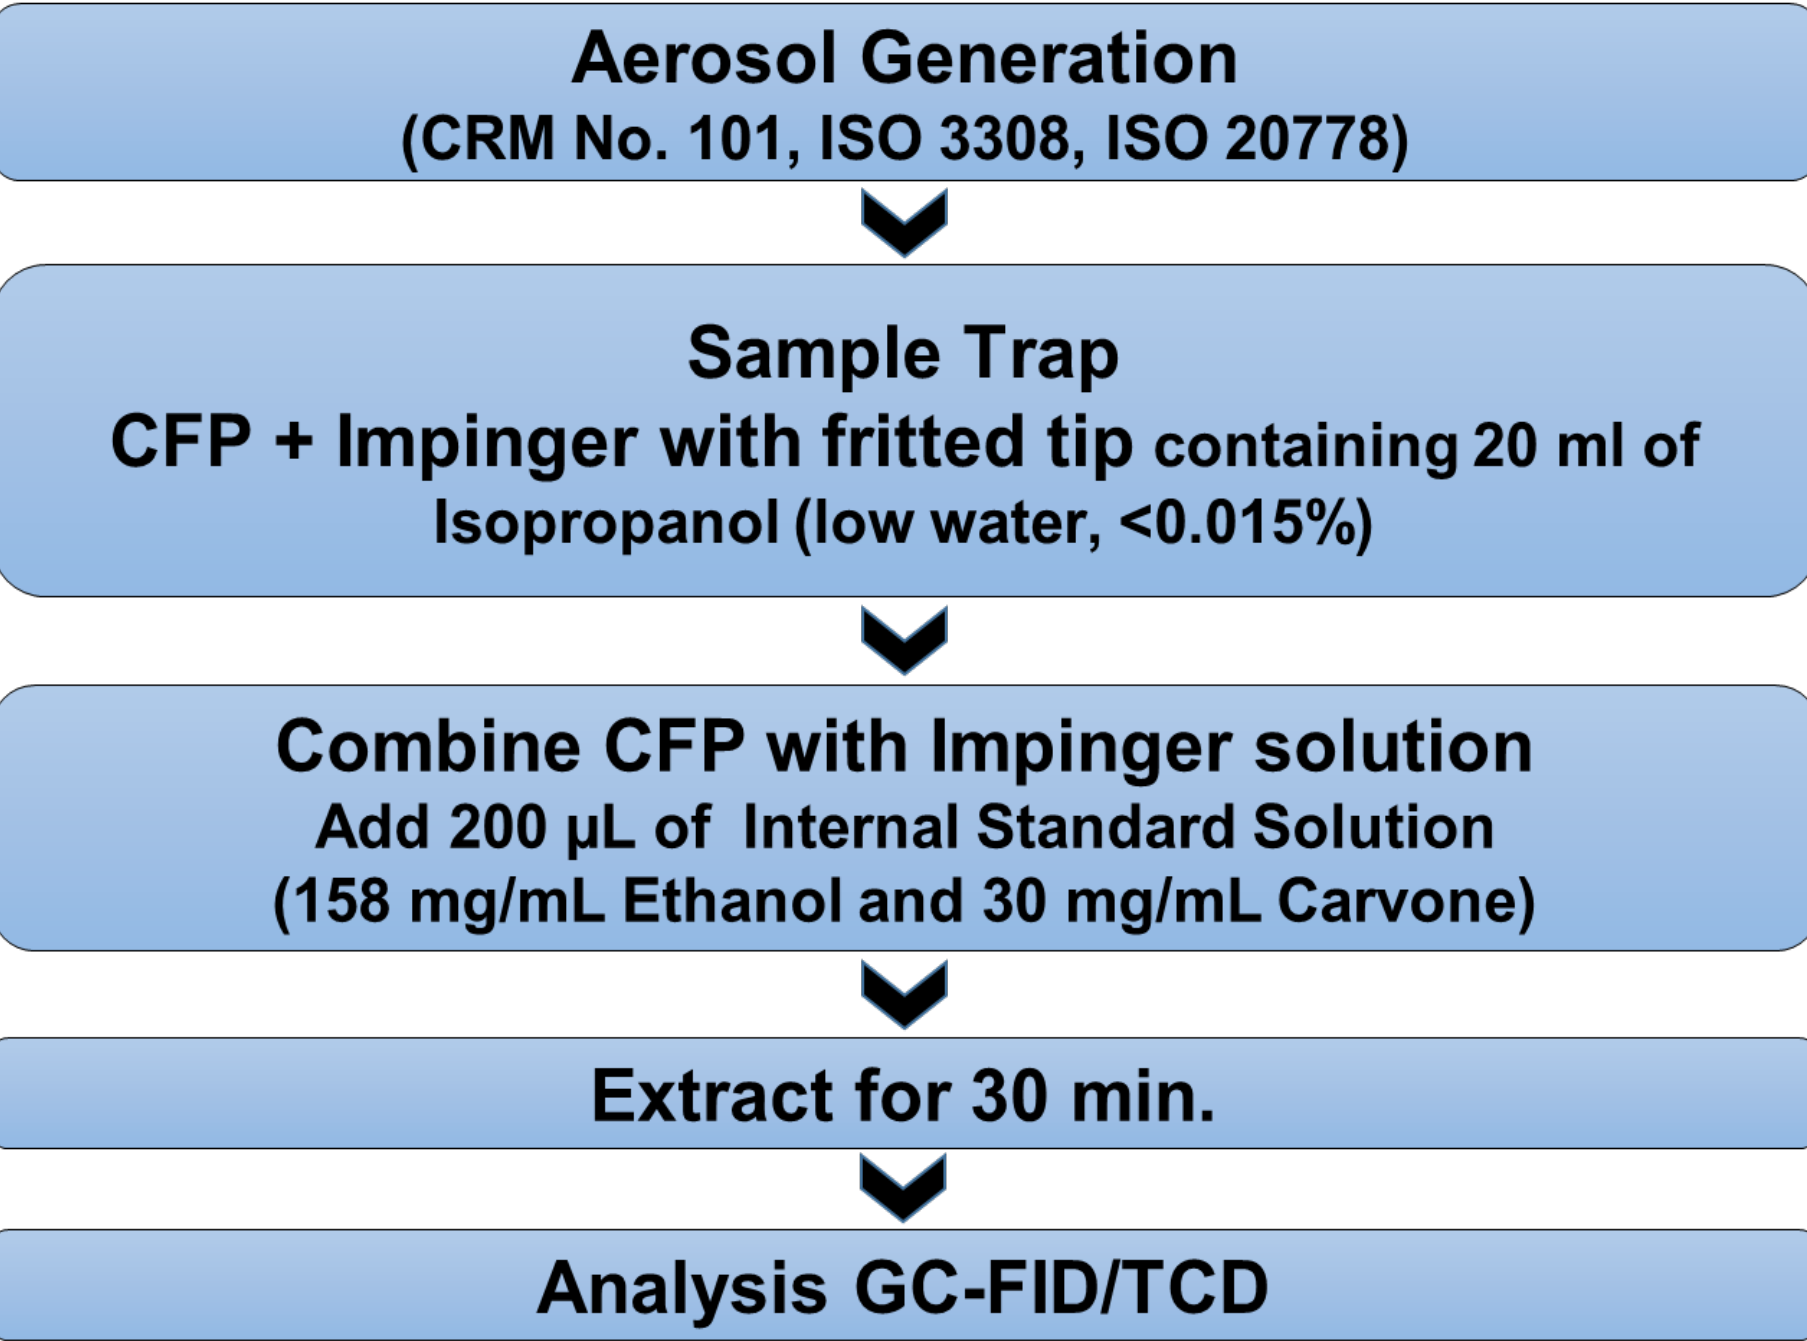 Aerosol Generation
(CRM No. 101, ISO 3308, ISO 20778)
Sample Trap
CFP + Impinger with fritted tip containing 20 ml of
Isopropanol (low water, <0.015%)
Combine CFP with Impinger solution
Add 200 µL of Internal Standard Solution
(158 mg/mL Ethanol and 30 mg/mL Carvone)
Extract for 30 min.
Analysis GC-FID/TCD